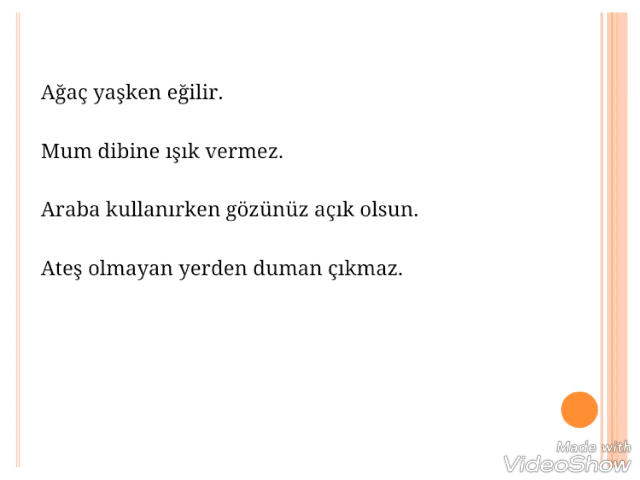 Ağaç yaşken eğilir.
Mum dibine ışık vermez.
Araba kullanırken gözünüz açık olsun.
Ateş olmayan yerden duman çıkmaz.
Made with
VideoShow